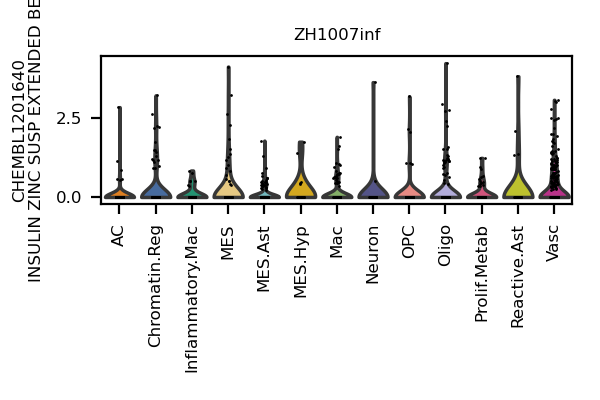 ZH1007inf
CHEMBL1201640
INSULIN ZINC SUSP EXTENDED BE
2.5
0.0
AC
Chromatin.Reg
Inflammatory.Mac
MES
MES.Ast
MES.Hyp
Mac
Neuron
OPC
Oligo
Prolif.Metab
Reactive.Ast
Vasc